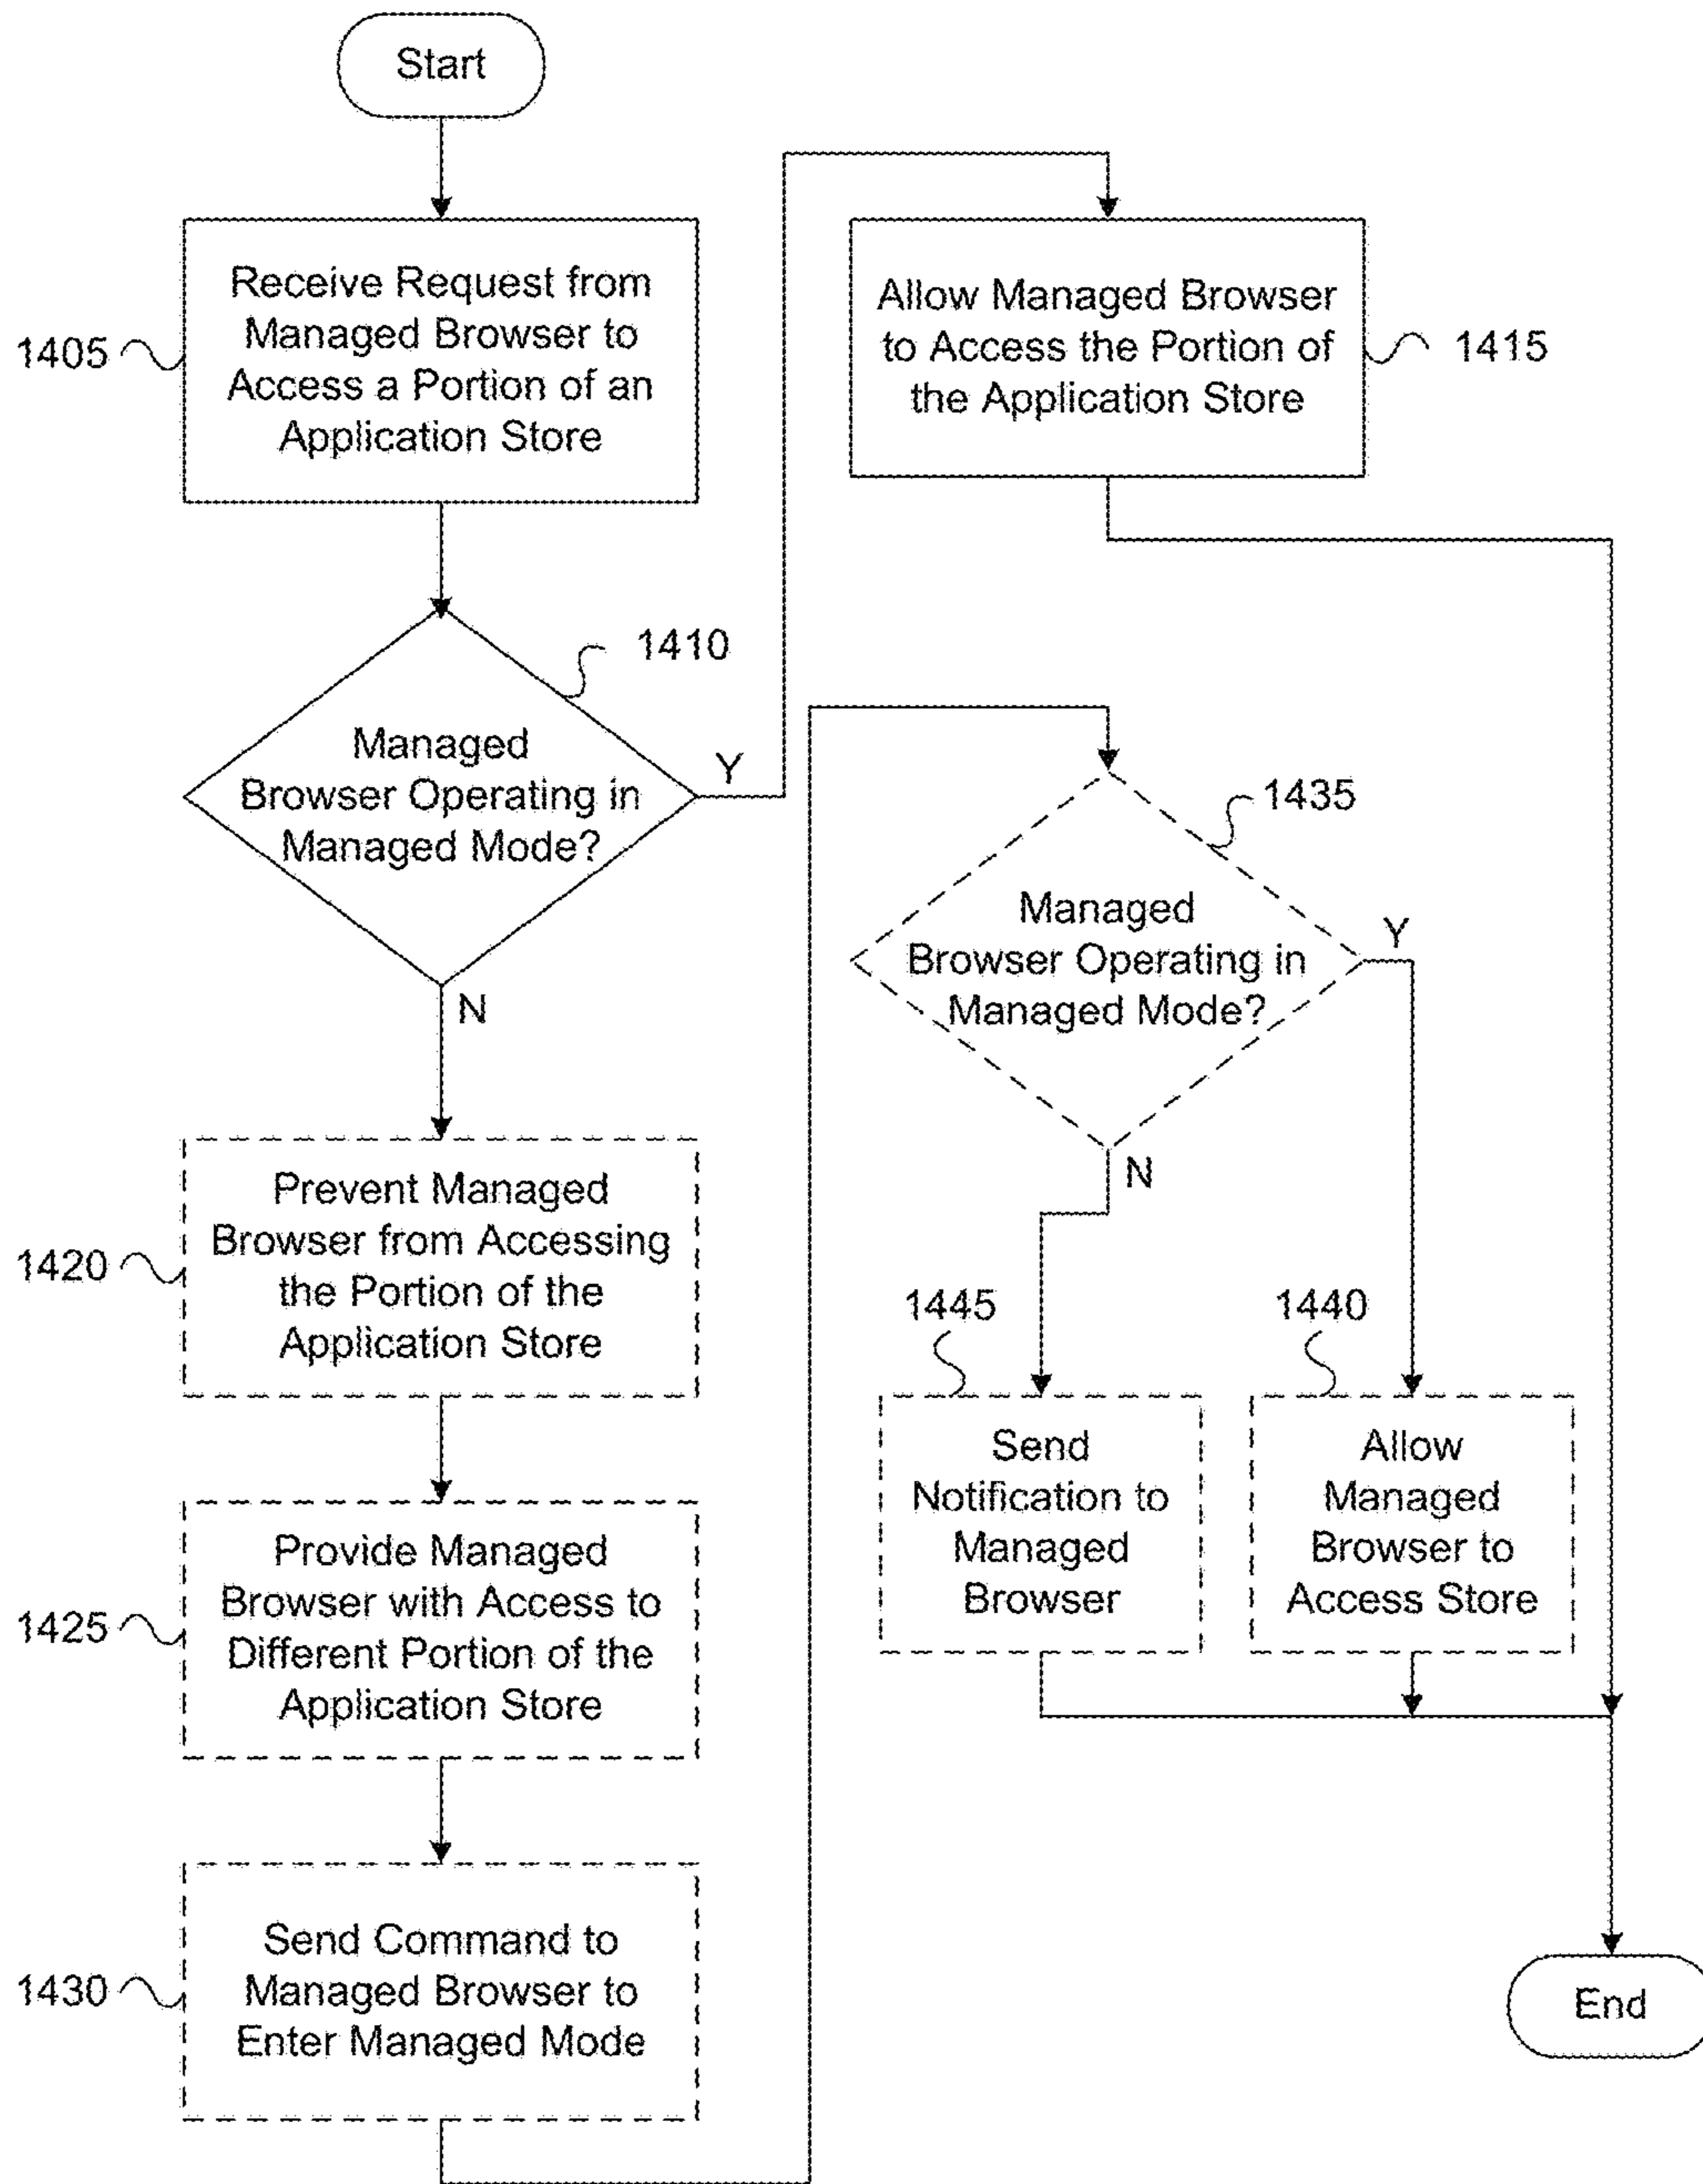 Start
1405
Receive Request from
Managed Browser to
Access a Portion of an
Application Store
1410
Managed
Browser Operating in
Managed Mode?
Y
N
Allow Managed Browser
to Access the Portion of
the Application Store
1415
1420
Prevent Managed
Browser from Accessing
the Portion of the
Application Store
1425
Provide Managed
Browser with Access to
Different Portion of the
Application Store
1430
Send Command to
Managed Browser to
Enter Managed Mode
1435
Managed
Browser Operating in
Managed Mode?
Y
N
1445
Send
Notification to
Managed
Browser
1440
Allow
Managed
Browser to
Access Store
End